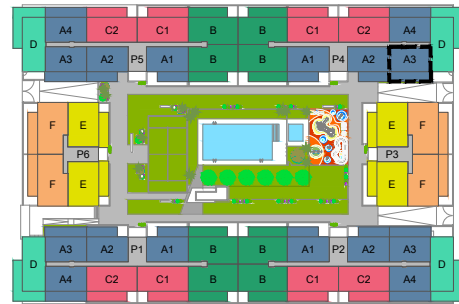 A4 C2 C1 B B C1 C2 A4
D D
A3 A2 P5 A1 B B A1 P4 A2 A3
F E E F
P6 P3
F E E F
A3 A2 P1 A1 B B A1 P2 A2 A3
D D
A4 C2 C1 B B C1 C2 A4